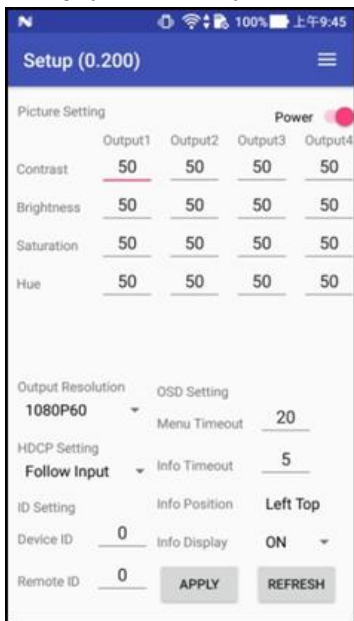 100% 上午9:45
Setup (0.200)
Picture Setting
Power
Output1 Output2 Output3 Output4
Contrast 50 50 50 50
Brightness 50 50 50 50
Saturation 50 50 50 50
Hue 50 50 50 50
Output Resolution OSD Setting
1080P60
Menu Timeout 20
HDCP Setting
Follow Input Info Timeout 5
ID Setting Info Position Left Top
Device ID 0 Info Display ON
Remote ID 0 APPLY REFRESH